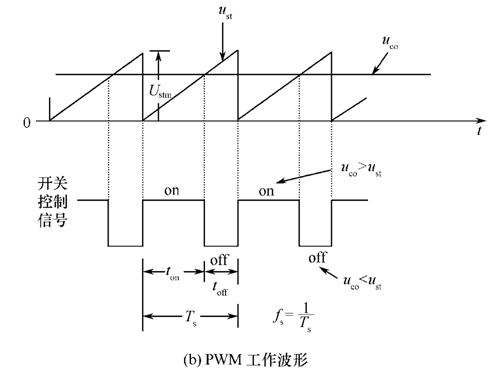 u_st
u_co
U_stm
0
t
u_co>u_st
开关
控制
信号
on
on
off
off
t_on
t_off
u_co<u_st
T_s
f_s = 1/T_s
(b) PWM 工作波形